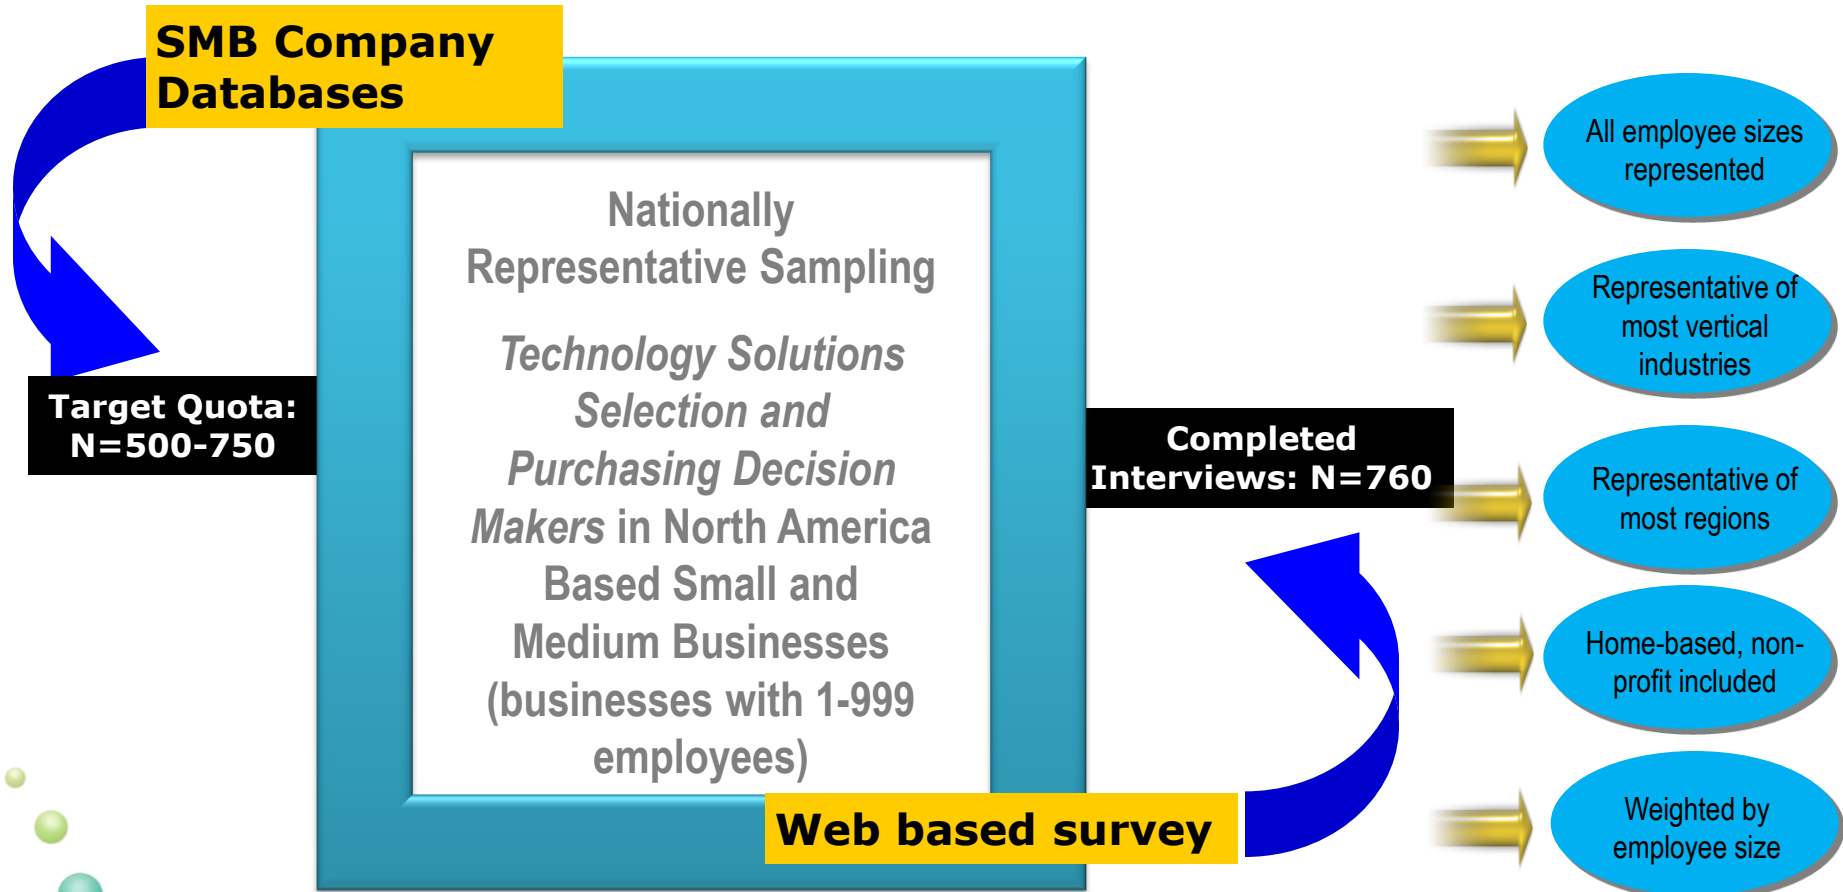 SMB Company
Databases
Target Quota:
N=500-750
Nationally
Representative Sampling
Technology Solutions
Selection and
Purchasing Decision
Makers in North America
Based Small and
Medium Businesses
(businesses with 1-999
employees)
Web based survey
Completed
Interviews: N=760
All employee sizes
represented
Representative of
most vertical
industries
Representative of
most regions
Home-based, non-
profit included
Weighted by
employee size